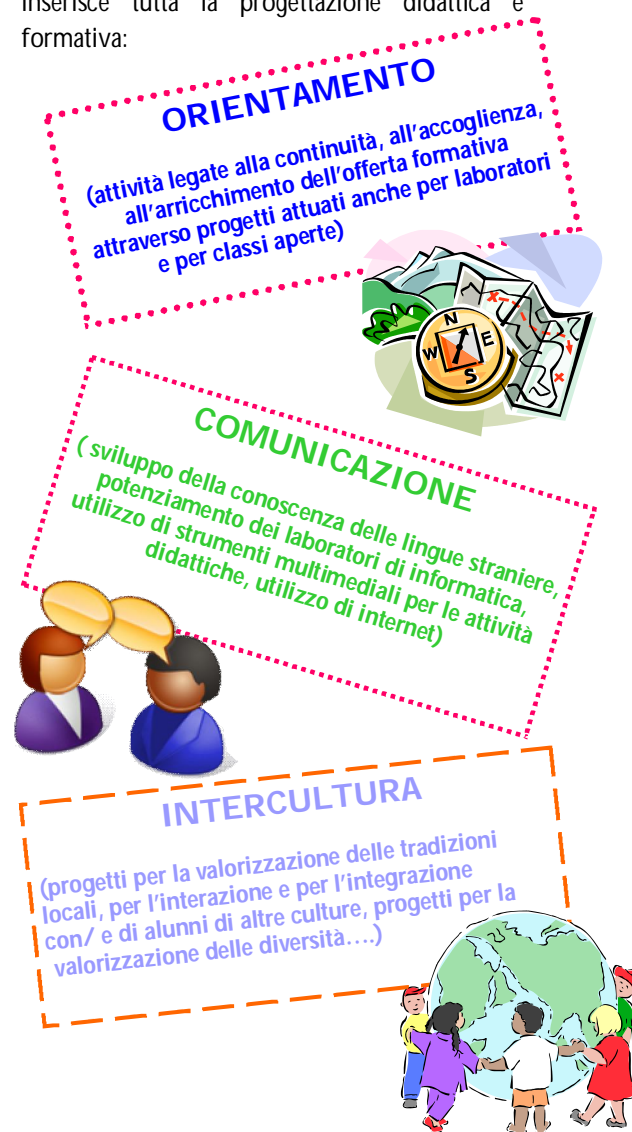 inserisce tutta la progettazione didattica e
formativa:
ORIENTAMENTO
(attività legate alla continuità, all'accoglienza,
all'arricchimento dell'offerta formativa
attraverso progetti attuati anche per laboratori
e per classi aperte)
N
W E
S
COMUNICAZIONE
( sviluppo della conoscenza delle lingue straniere,
potenziamento dei laboratori di informatica,
utilizzo di strumenti multimediali per le attività
didattiche, utilizzo di internet)
INTERCULTURA
(progetti per la valorizzazione delle tradizioni
locali, per l'interazione e per l'integrazione
con/ e di alunni di altre culture, progetti per la
valorizzazione delle diversità....)